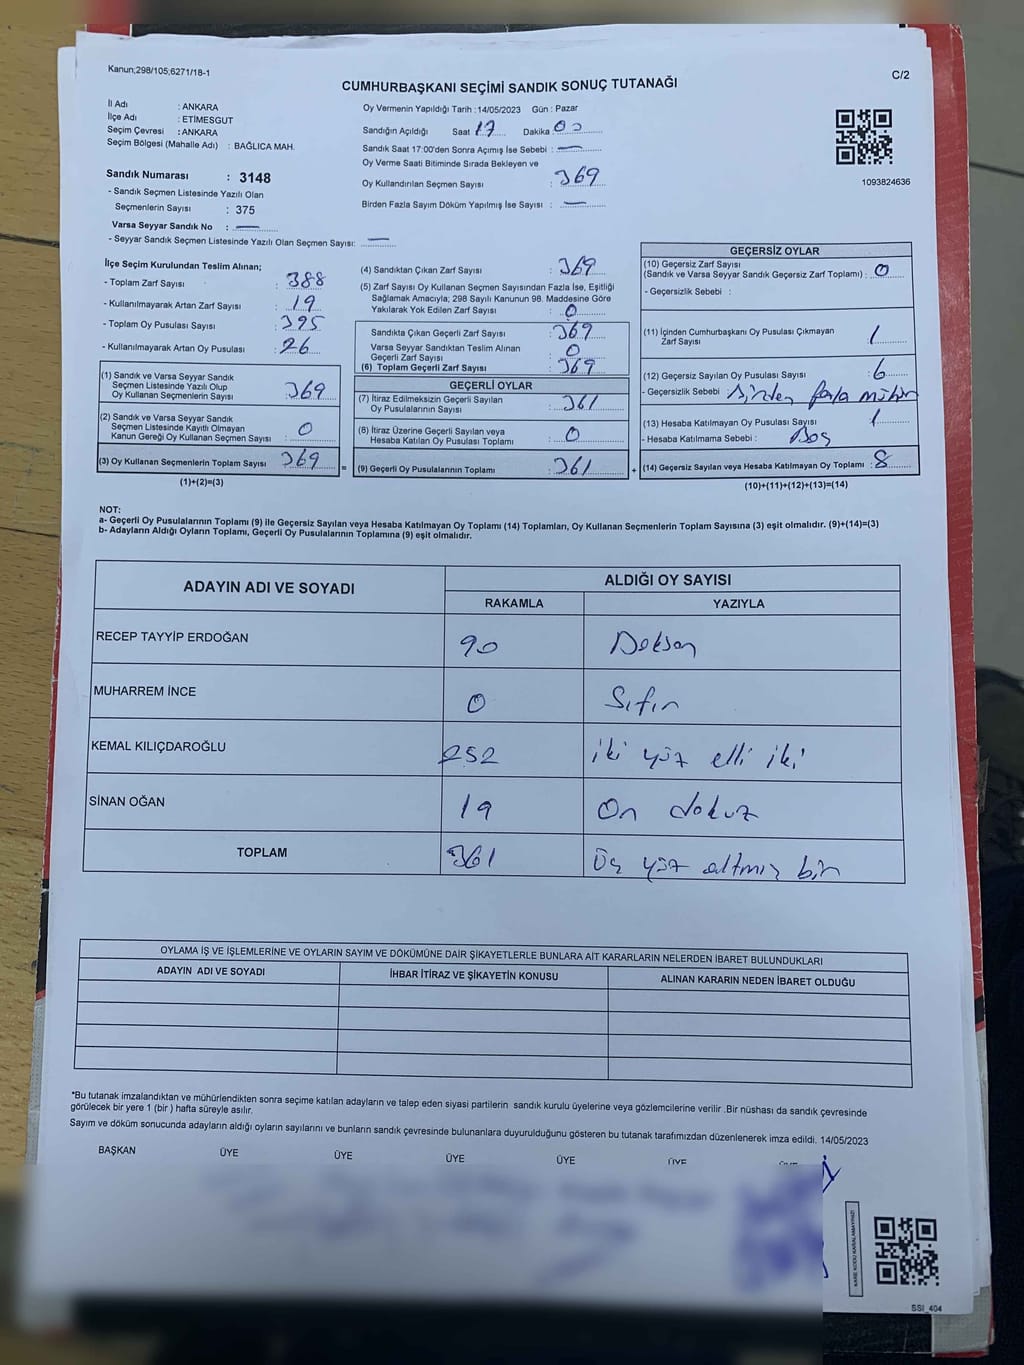 Kanun;298/105;6271/18-1
C/2
CUMHURBAŞKANI SEÇİMİ SANDIK SONUÇ TUTANAĞI
İl Adı : ANKARA
İlçe Adı : ETİMESGUT
Seçim Çevresi : ANKARA
Seçim Bölgesi (Mahalle Adı) : BAĞLICA MAH.
Sandık Numarası : 3148
- Sandık Seçmen Listesinde Yazılı Olan
Seçmenlerin Sayısı : 375
Varsa Seyyar Sandık No : —
- Seyyar Sandık Seçmen Listesinde Yazılı Olan Seçmen Sayısı: —
Oy Vermenin Yapıldığı Tarih : 14/05/2023 Gün : Pazar
Sandığın Açıldığı Saat 17 Dakika : 00
Sandık Saat 17:00'den Sonra Açımış İse Sebebi : —
Oy Verme Saati Bitiminde Sırada Bekleyen ve
Oy Kullandırılan Seçmen Sayısı : 369
Birden Fazla Sayım Döküm Yapılmış İse Sayısı : —
1093824636
İlçe Seçim Kurulundan Teslim Alınan;
- Toplam Zarf Sayısı : 388
- Kullanılmayarak Artan Zarf Sayısı : 19
- Toplam Oy Pusulası Sayısı : 395
- Kullanılmayarak Artan Oy Pusulası : 26
(1) Sandık ve Varsa Seyyar Sandık
Seçmen Listesinde Yazılı Olup
Oy Kullanan Seçmenlerin Sayısı : 369
(2) Sandık ve Varsa Seyyar Sandık
Seçmen Listesinde Kayıtlı Olmayan
Kanun Gereği Oy Kullanan Seçmen Sayısı : 0
(3) Oy Kullanan Seçmenlerin Toplam Sayısı : 369
(1)+(2)=(3)
(4) Sandıktan Çıkan Zarf Sayısı : 369
(5) Zarf Sayısı Oy Kullanan Seçmen Sayısından Fazla İse, Eşitliği
Sağlamak Amacıyla; 298 Sayılı Kanunun 98. Maddesine Göre
Yakılarak Yok Edilen Zarf Sayısı : 0
Sandıkta Çıkan Geçerli Zarf Sayısı : 369
Varsa Seyyar Sandıktan Teslim Alınan
Geçerli Zarf Sayısı : 0
(6) Toplam Geçerli Zarf Sayısı : 369
GEÇERLİ OYLAR
(7) İtiraz Edilmeksizin Geçerli Sayılan
Oy Pusulalarının Sayısı : 361
(8) İtiraz Üzerine Geçerli Sayılan veya
Hesaba Katılan Oy Pusulası Toplamı : 0
= (9) Geçerli Oy Pusulalarının Toplamı : 361
GEÇERSİZ OYLAR
(10) Geçersiz Zarf Sayısı
(Sandık ve Varsa Seyyar Sandık Geçersiz Zarf Toplamı) : 0
- Geçersizlik Sebebi :
(11) İçinden Cumhurbaşkanı Oy Pusulası Çıkmayan
Zarf Sayısı : 1
(12) Geçersiz Sayılan Oy Pusulası Sayısı : 6
- Geçersizlik Sebebi : birden fazla mühür
(13) Hesaba Katılmayan Oy Pusulası Sayısı : 1
- Hesaba Katılmama Sebebi : Boş
+ (14) Geçersiz Sayılan veya Hesaba Katılmayan Oy Toplamı : 8
(10)+(11)+(12)+(13)=(14)
NOT:
a- Geçerli Oy Pusulalarının Toplamı (9) ile Geçersiz Sayılan veya Hesaba Katılmayan Oy Toplamı (14) Toplamları, Oy Kullanan Seçmenlerin Toplam Sayısına (3) eşit olmalıdır. (9)+(14)=(3)
b- Adayların Aldığı Oyların Toplamı, Geçerli Oy Pusulalarının Toplamına (9) eşit olmalıdır.
ADAYIN ADI VE SOYADI ALDIĞI OY SAYISI
RAKAMLA YAZIYLA
RECEP TAYYİP ERDOĞAN 90 Doksan
MUHARREM İNCE 0 Sıfır
KEMAL KILIÇDAROĞLU 252 iki yüz elli iki
SİNAN OĞAN 19 On dokuz
TOPLAM 361 Üç yüz altmış bir
OYLAMA İŞ VE İŞLEMLERİNE VE OYLARIN SAYIM VE DÖKÜMÜNE DAİR ŞİKAYETLERLE BUNLARA AİT KARARLARIN NELERDEN İBARET BULUNDUKLARI
ADAYIN ADI VE SOYADI İHBAR İTİRAZ VE ŞİKAYETİN KONUSU ALINAN KARARIN NEDEN İBARET OLDUĞU
*Bu tutanak imzalandıktan ve mühürlendikten sonra seçime katılan adayların ve talep eden siyasi partilerin sandık kurulu üyelerine veya gözlemcilerine verilir .Bir nüshası da sandık çevresinde
görülecek bir yere 1 (bir ) hafta süreyle asılır.
Sayım ve döküm sonucunda adayların aldığı oyların sayılarını ve bunların sandık çevresinde bulunanlara duyurulduğunu gösteren bu tutanak tarafımızdan düzenlenerek imza edildi. 14/05/2023
BAŞKAN ÜYE ÜYE ÜYE ÜYE ÜYE
KARE KODU KARALAMAYINIZ!
SSI_404